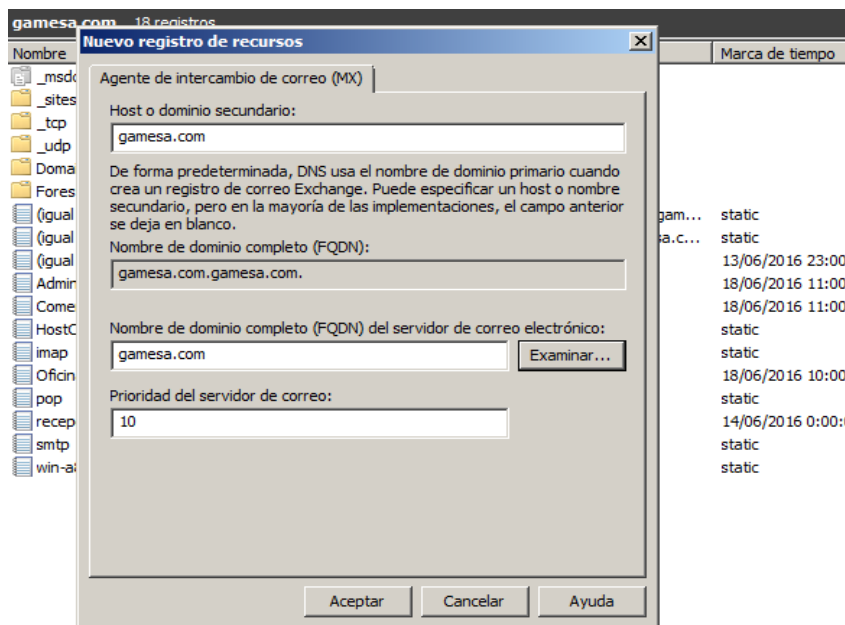 gamesa.com 18 registros
Nuevo registro de recursos
Nombre
Marca de tiempo
_msdc
_sites
_tcp
_udp
Domai
Fores
(igual
gam... static
(igual
sa.c... static
(igual
13/06/2016 23:00
Admin
18/06/2016 11:00
Come
18/06/2016 11:00
HostC
static
imap
static
Oficin
18/06/2016 10:00
pop
static
recep
14/06/2016 0:00:
smtp
static
win-a
static
Agente de intercambio de correo (MX)
Host o dominio secundario:
gamesa.com
De forma predeterminada, DNS usa el nombre de dominio primario cuando
crea un registro de correo Exchange. Puede especificar un host o nombre
secundario, pero en la mayoría de las implementaciones, el campo anterior
se deja en blanco.
Nombre de dominio completo (FQDN):
gamesa.com.gamesa.com.
Nombre de dominio completo (FQDN) del servidor de correo electrónico:
gamesa.com
Examinar...
Prioridad del servidor de correo:
10
Aceptar
Cancelar
Ayuda